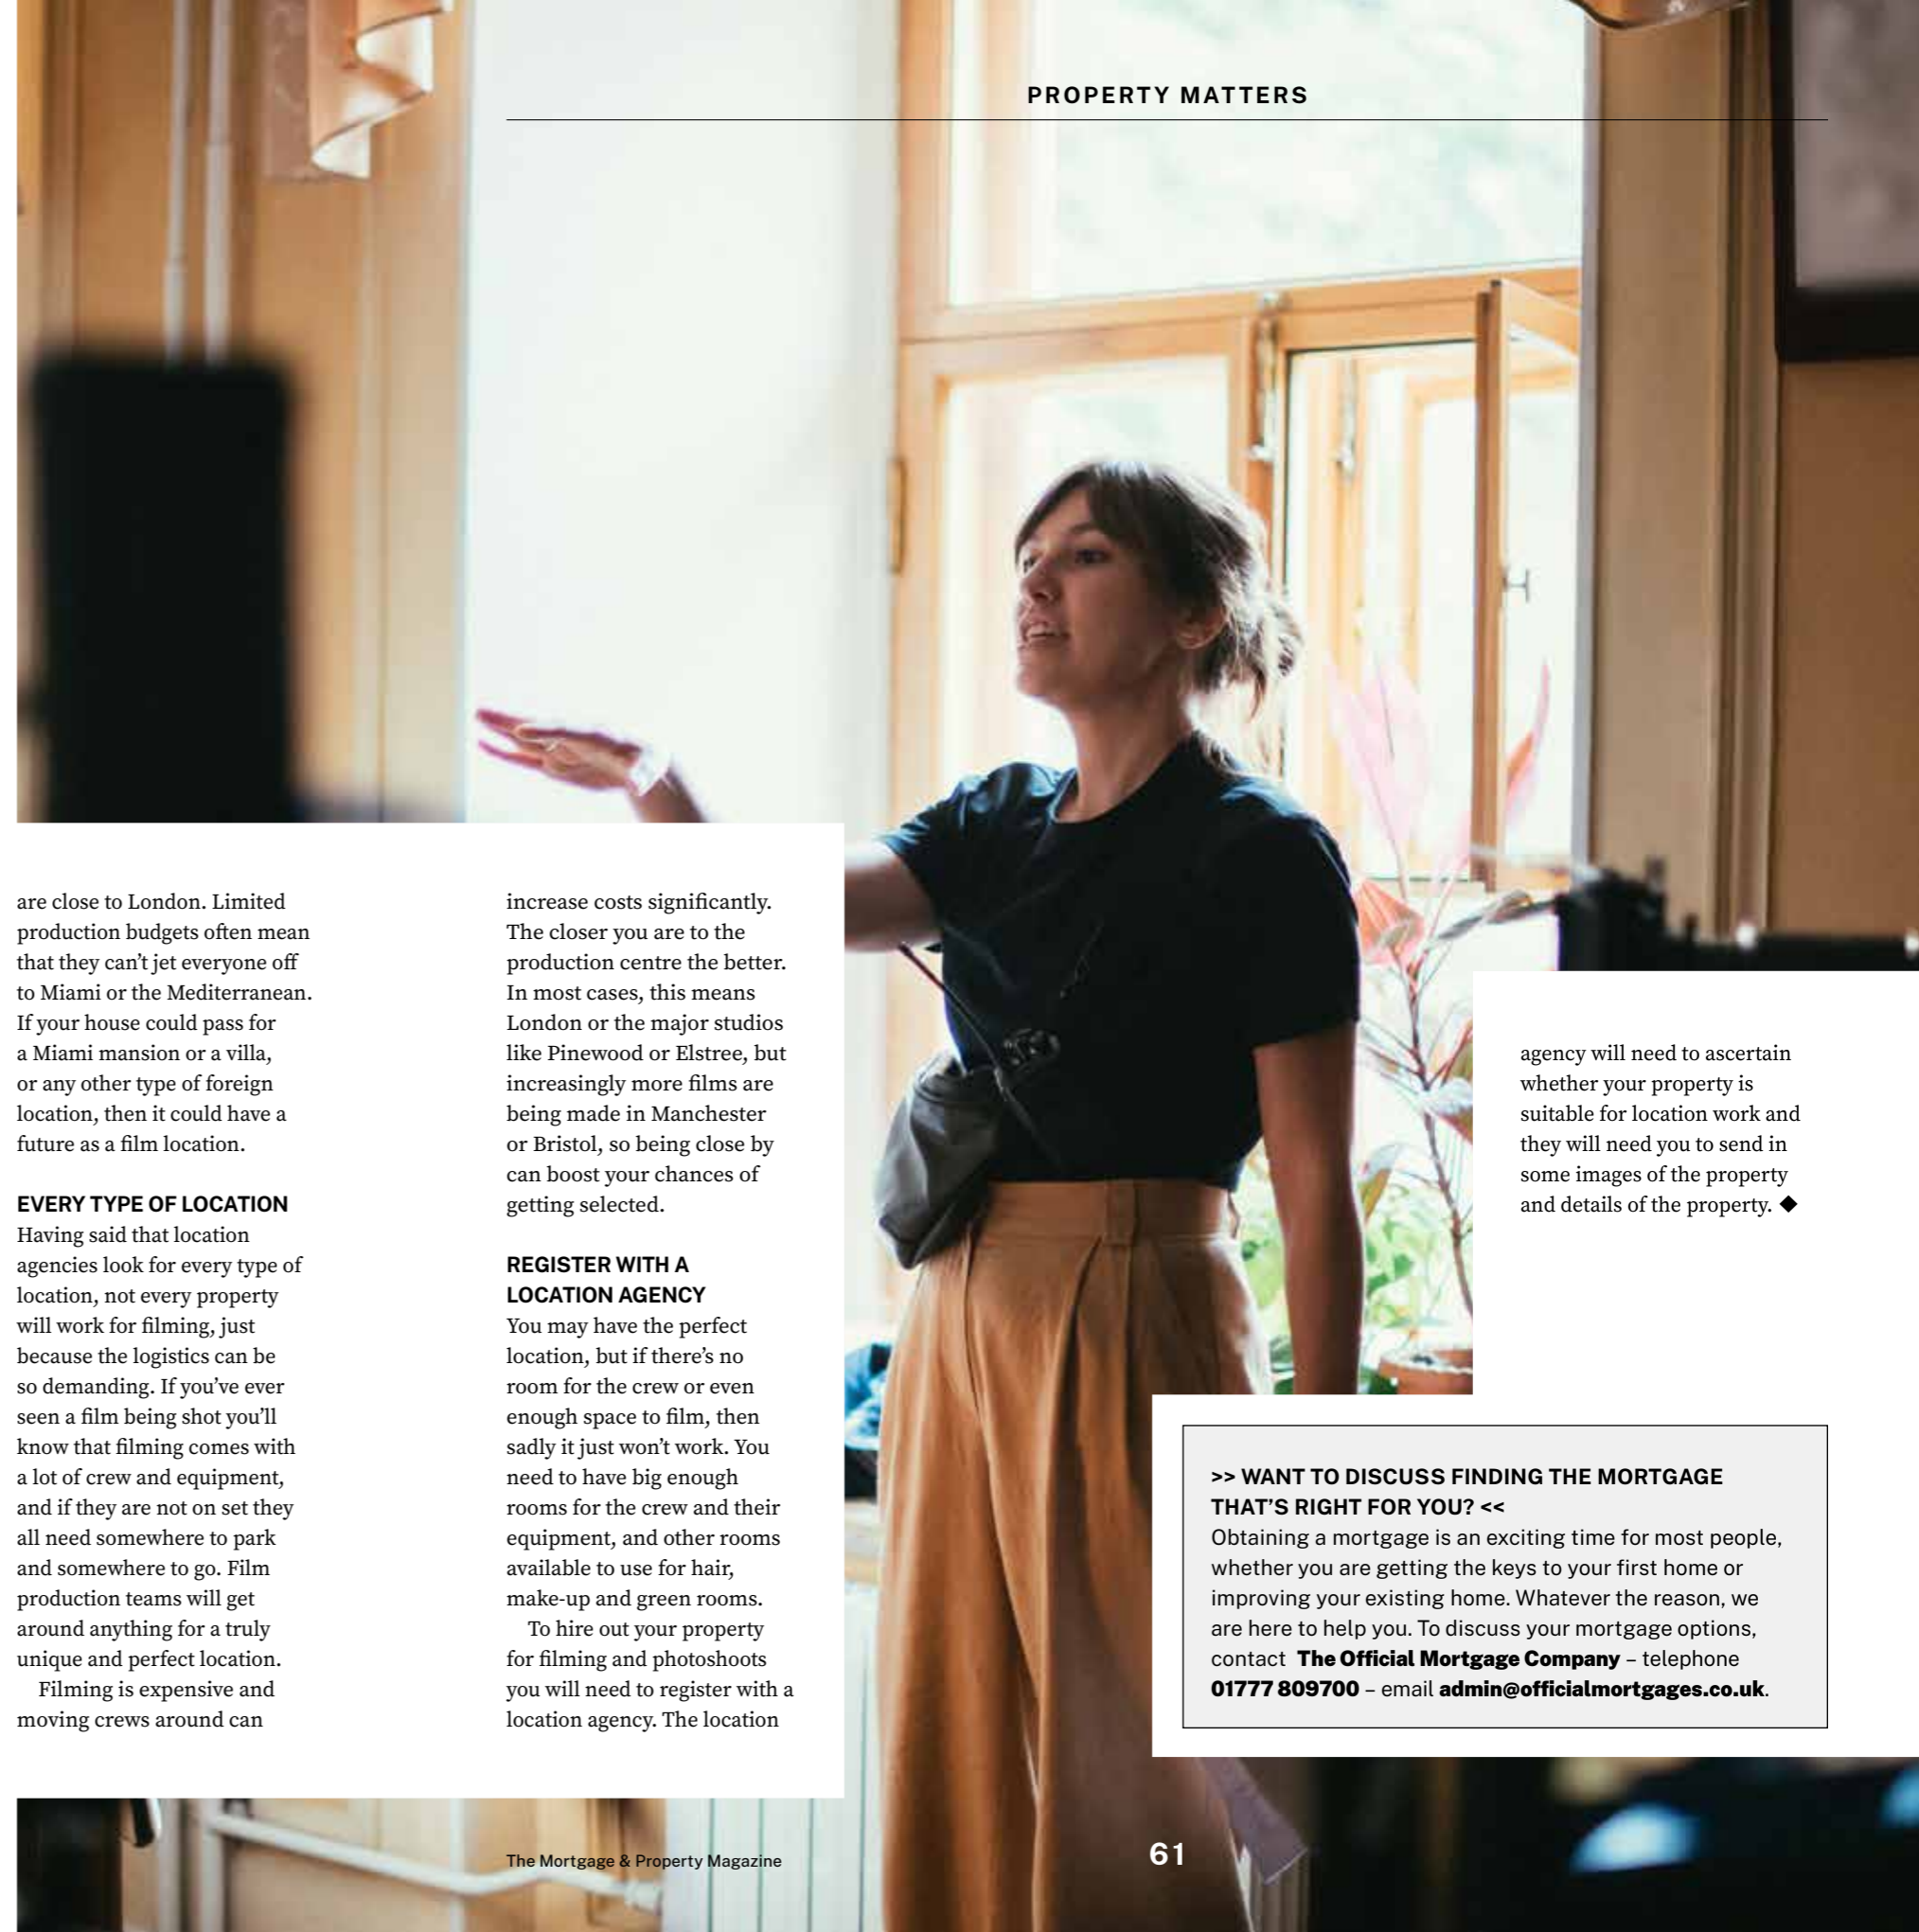 PROPERTY MATTERS
are close to London. Limited
production budgets often mean
that they can’t jet everyone off
to Miami or the Mediterranean.
If your house could pass for
a Miami mansion or a villa,
or any other type of foreign
location, then it could have a
future as a film location.
EVERY TYPE OF LOCATION
Having said that location
agencies look for every type of
location, not every property
will work for filming, just
because the logistics can be
so demanding. If you’ve ever
seen a film being shot you’ll
know that filming comes with
a lot of crew and equipment,
and if they are not on set they
all need somewhere to park
and somewhere to go. Film
production teams will get
around anything for a truly
unique and perfect location.
Filming is expensive and
moving crews around can
increase costs significantly.
The closer you are to the
production centre the better.
In most cases, this means
London or the major studios
like Pinewood or Elstree, but
increasingly more films are
being made in Manchester
or Bristol, so being close by
can boost your chances of
getting selected.
REGISTER WITH A
LOCATION AGENCY
You may have the perfect
location, but if there’s no
room for the crew or even
enough space to film, then
sadly it just won’t work. You
need to have big enough
rooms for the crew and their
equipment, and other rooms
available to use for hair,
make-up and green rooms.
To hire out your property
for filming and photoshoots
you will need to register with a
location agency. The location
agency will need to ascertain
whether your property is
suitable for location work and
they will need you to send in
some images of the property
and details of the property. ◆
>> WANT TO DISCUSS FINDING THE MORTGAGE
THAT’S RIGHT FOR YOU? <<
Obtaining a mortgage is an exciting time for most people,
whether you are getting the keys to your first home or
improving your existing home. Whatever the reason, we
are here to help you. To discuss your mortgage options,
contact The Official Mortgage Company – telephone
01777 809700 – email admin@officialmortgages.co.uk.
The Mortgage & Property Magazine
61